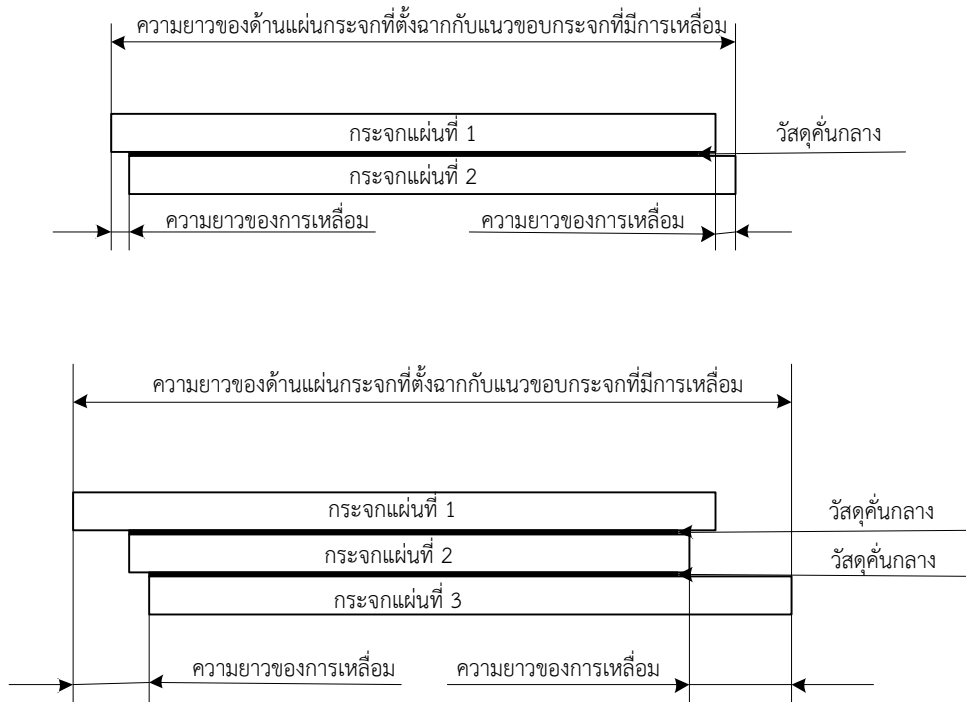 ความยาวของด้านแผ่นกระจกที่ตั้งฉากกับแนวขอบกระจกที่มีการเหลื่อม
กระจกแผ่นที่ 1
วัสดุคั่นกลาง
กระจกแผ่นที่ 2
ความยาวของการเหลื่อม ความยาวของการเหลื่อม
ความยาวของด้านแผ่นกระจกที่ตั้งฉากกับแนวขอบกระจกที่มีการเหลื่อม
กระจกแผ่นที่ 1
วัสดุคั่นกลาง
กระจกแผ่นที่ 2
วัสดุคั่นกลาง
กระจกแผ่นที่ 3
ความยาวของการเหลื่อม ความยาวของการเหลื่อม